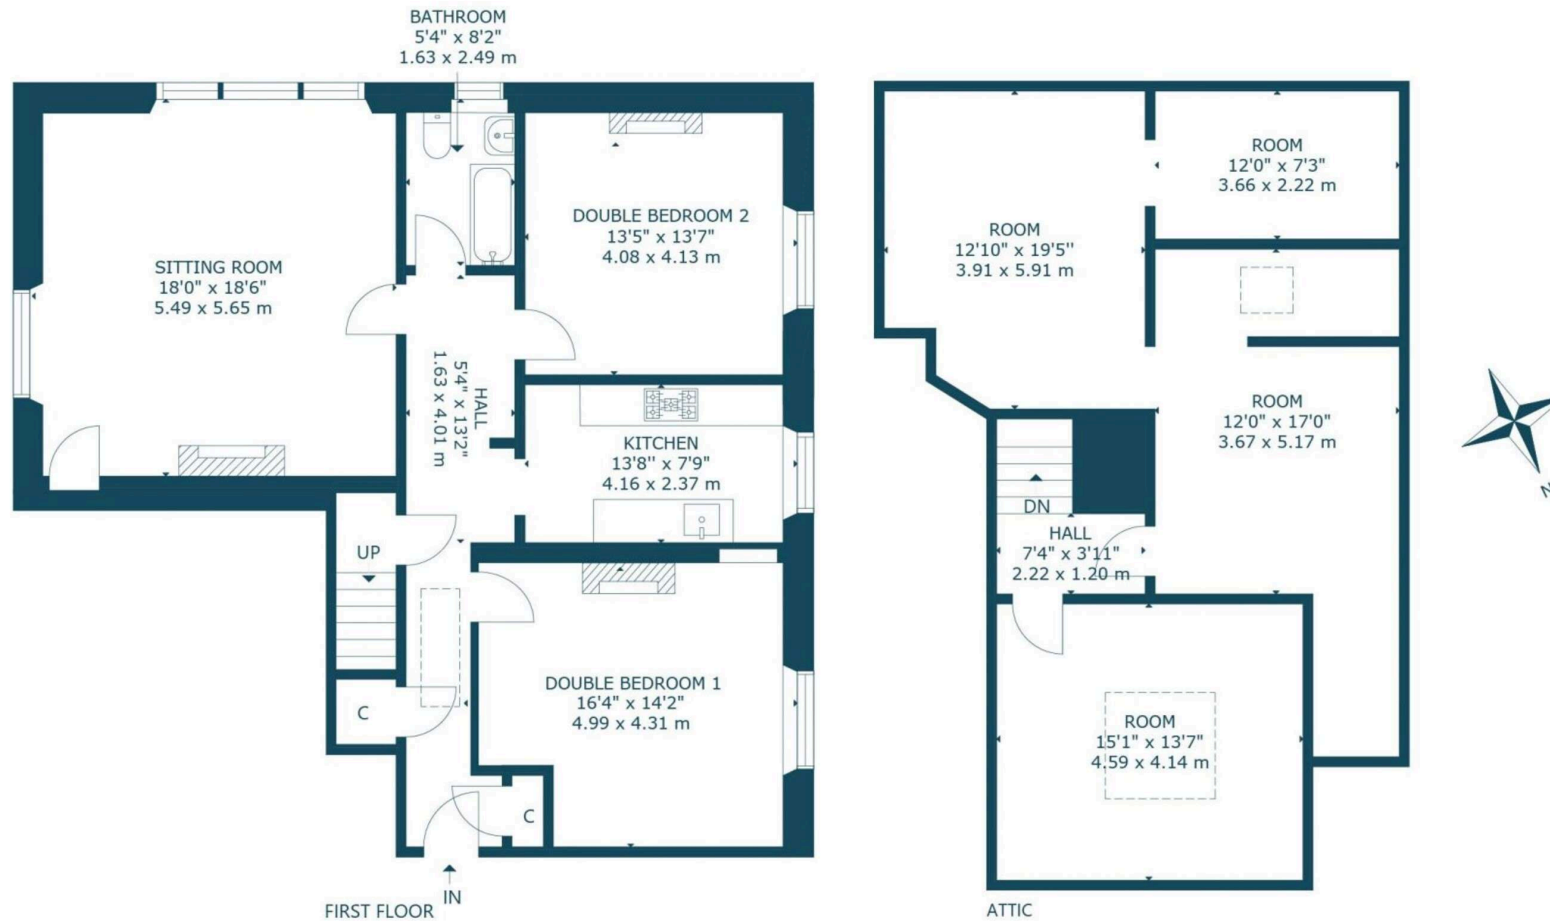 BATHROOM
5'4" x 8'2"
1.63 x 2.49 m
SITTING ROOM
18'0" x 18'6"
5.49 x 5.65 m
DOUBLE BEDROOM 2
13'5" x 13'7"
4.08 x 4.13 m
HALL
5'4" x 13'2"
1.63 x 4.01 m
KITCHEN
13'8'' x 7'9"
4.16 x 2.37 m
UP
C
DOUBLE BEDROOM 1
16'4" x 14'2"
4.99 x 4.31 m
C
IN
FIRST FLOOR
ROOM
12'0" x 7'3"
3.66 x 2.22 m
ROOM
12'10" x 19'5''
3.91 x 5.91 m
ROOM
12'0" x 17'0"
3.67 x 5.17 m
DN
HALL
7'4" x 3'11"
2.22 x 1.20 m
ROOM
15'1" x 13'7"
4.59 x 4.14 m
ATTIC
N